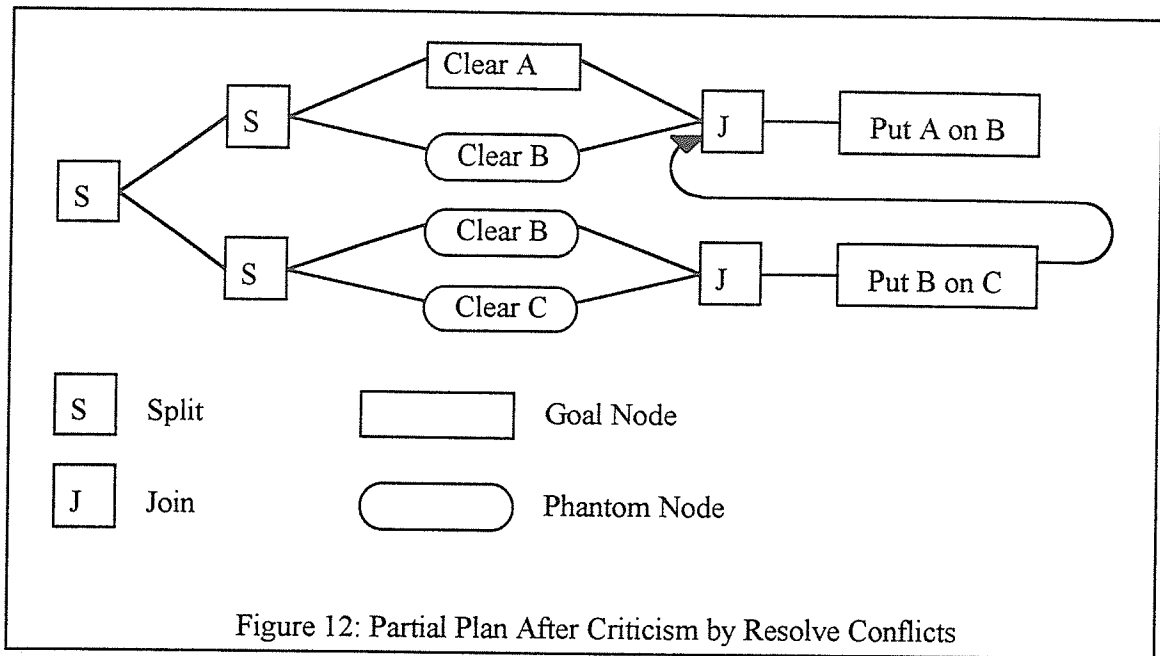 Clear A
S
J
Put A on B
Clear B
S
Clear B
S
J
Put B on C
Clear C
S
Split
Goal Node
J
Join
Phantom Node
Figure 12: Partial Plan After Criticism by Resolve Conflicts